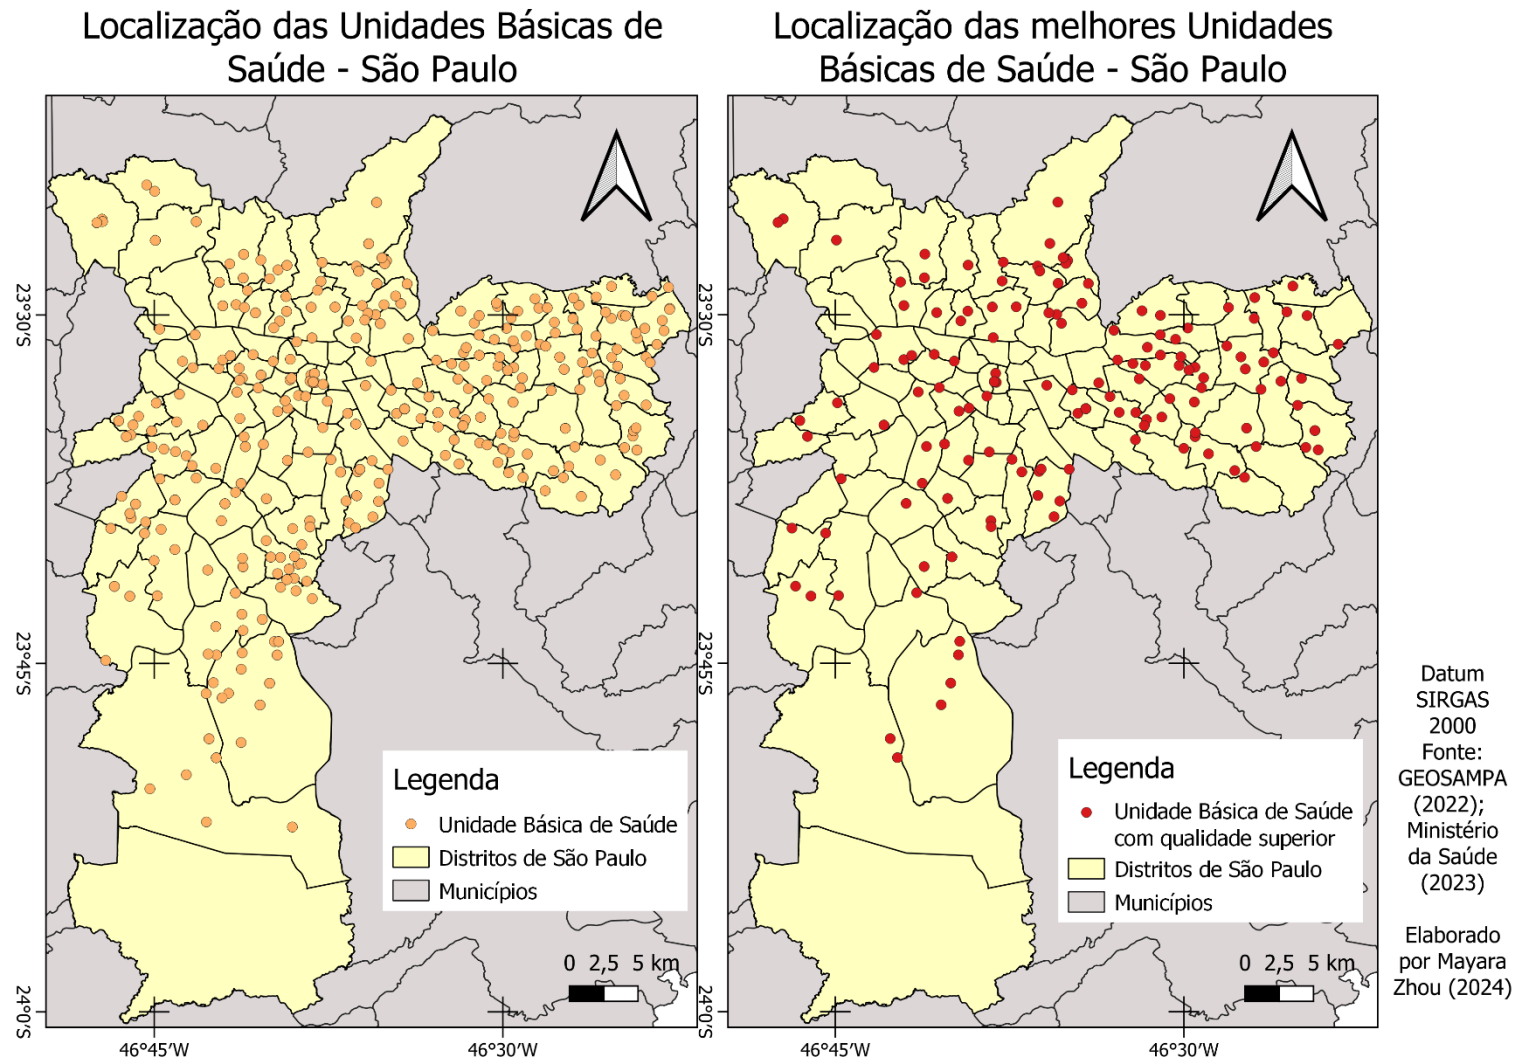 Localização das Unidades Básicas de
Saúde - São Paulo
23°30'S
23°45'S
24°0'S
46°45'W
46°30'W
Legenda
Unidade Básica de Saúde
Distritos de São Paulo
Municípios
0 2,5 5 km
Localização das melhores Unidades
Básicas de Saúde - São Paulo
23°30'S
23°45'S
24°0'S
46°45'W
46°30'W
Legenda
Unidade Básica de Saúde
com qualidade superior
Distritos de São Paulo
Municípios
0 2,5 5 km
Datum
SIRGAS
2000
Fonte:
GEOSAMPA
(2022);
Ministério
da Saúde
(2023)
Elaborado
por Mayara
Zhou (2024)